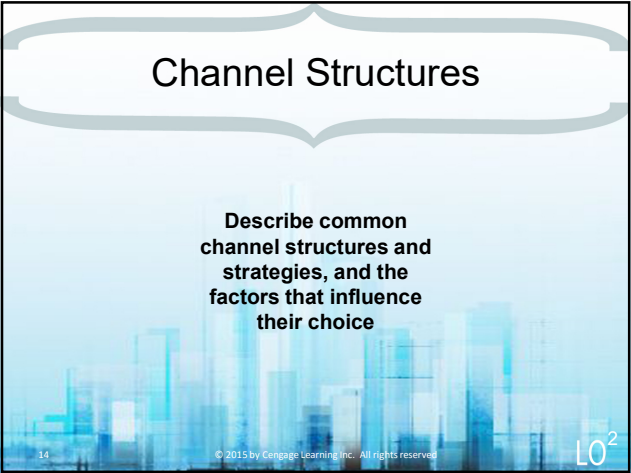 Channel Structures
Describe common
channel structures and
strategies, and the
factors that influence
their choice
14
© 2015 by Cengage Learning Inc. All rights reserved
LO2